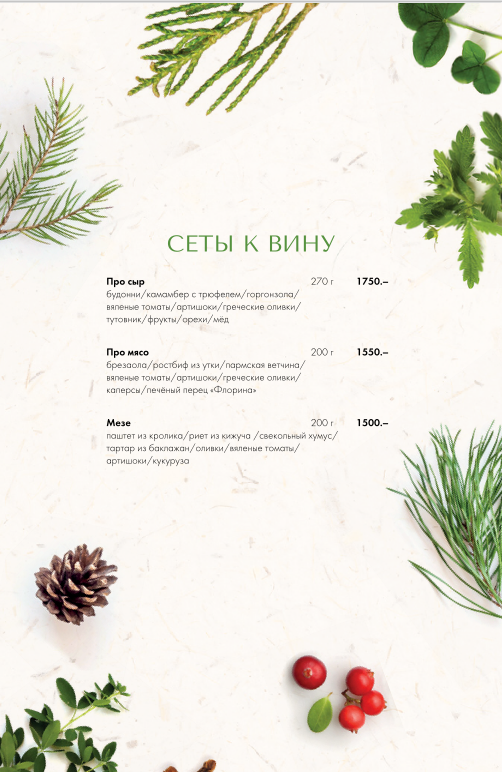 СЕТЫ К ВИНУ
Про сыр 270 г 1750.–
будонни/камамбер с трюфелем/горгонзола/
вяленые томаты/артишоки/греческие оливки/
тутовник/фрукты/орехи/мёд
Про мясо 200 г 1550.–
брезаола/ростбиф из утки/пармская ветчина/
вяленые томаты/артишоки/греческие оливки/
каперсы/печёный перец «Флорина»
Мезе 200 г 1500.–
паштет из кролика/риет из кижуча /свекольный хумус/
тартар из баклажан/оливки/вяленые томаты/
артишоки/кукуруза